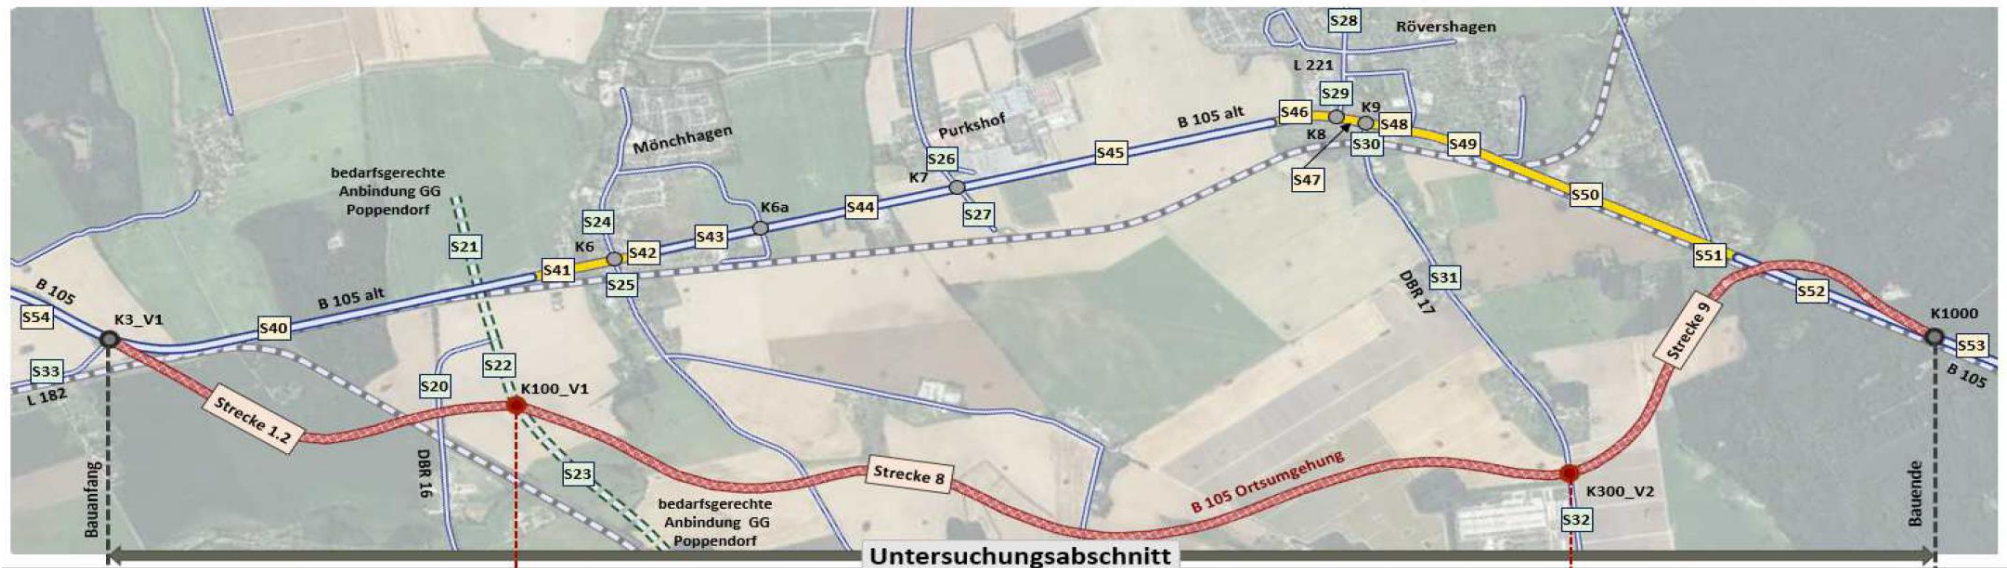 S28
Rövershagen
L 221
S29
K9
S46
S48
B 105 alt
K8
S30
S49
S47
Purkshof
S45
S26
K7
Mönchhagen
bedarfsgerechte
Anbindung GG
Poppendorf
K6a
S44
S27
S50
S24
S43
K6
S42
S21
S41
S25
S51
S31
DBR 17
S52
B 105
B 105 alt
S54
K3_V1
S40
K1000
S53
B 105
Strecke 9
S33
L 182
S22
S20
K100_V1
Strecke 1.2
DBR 16
S23
Strecke 8
B 105 Ortsumgehung
K300_V2
bedarfsgerechte
Anbindung GG
Poppendorf
S32
Bauanfang
Bauende
Untersuchungsabschnitt